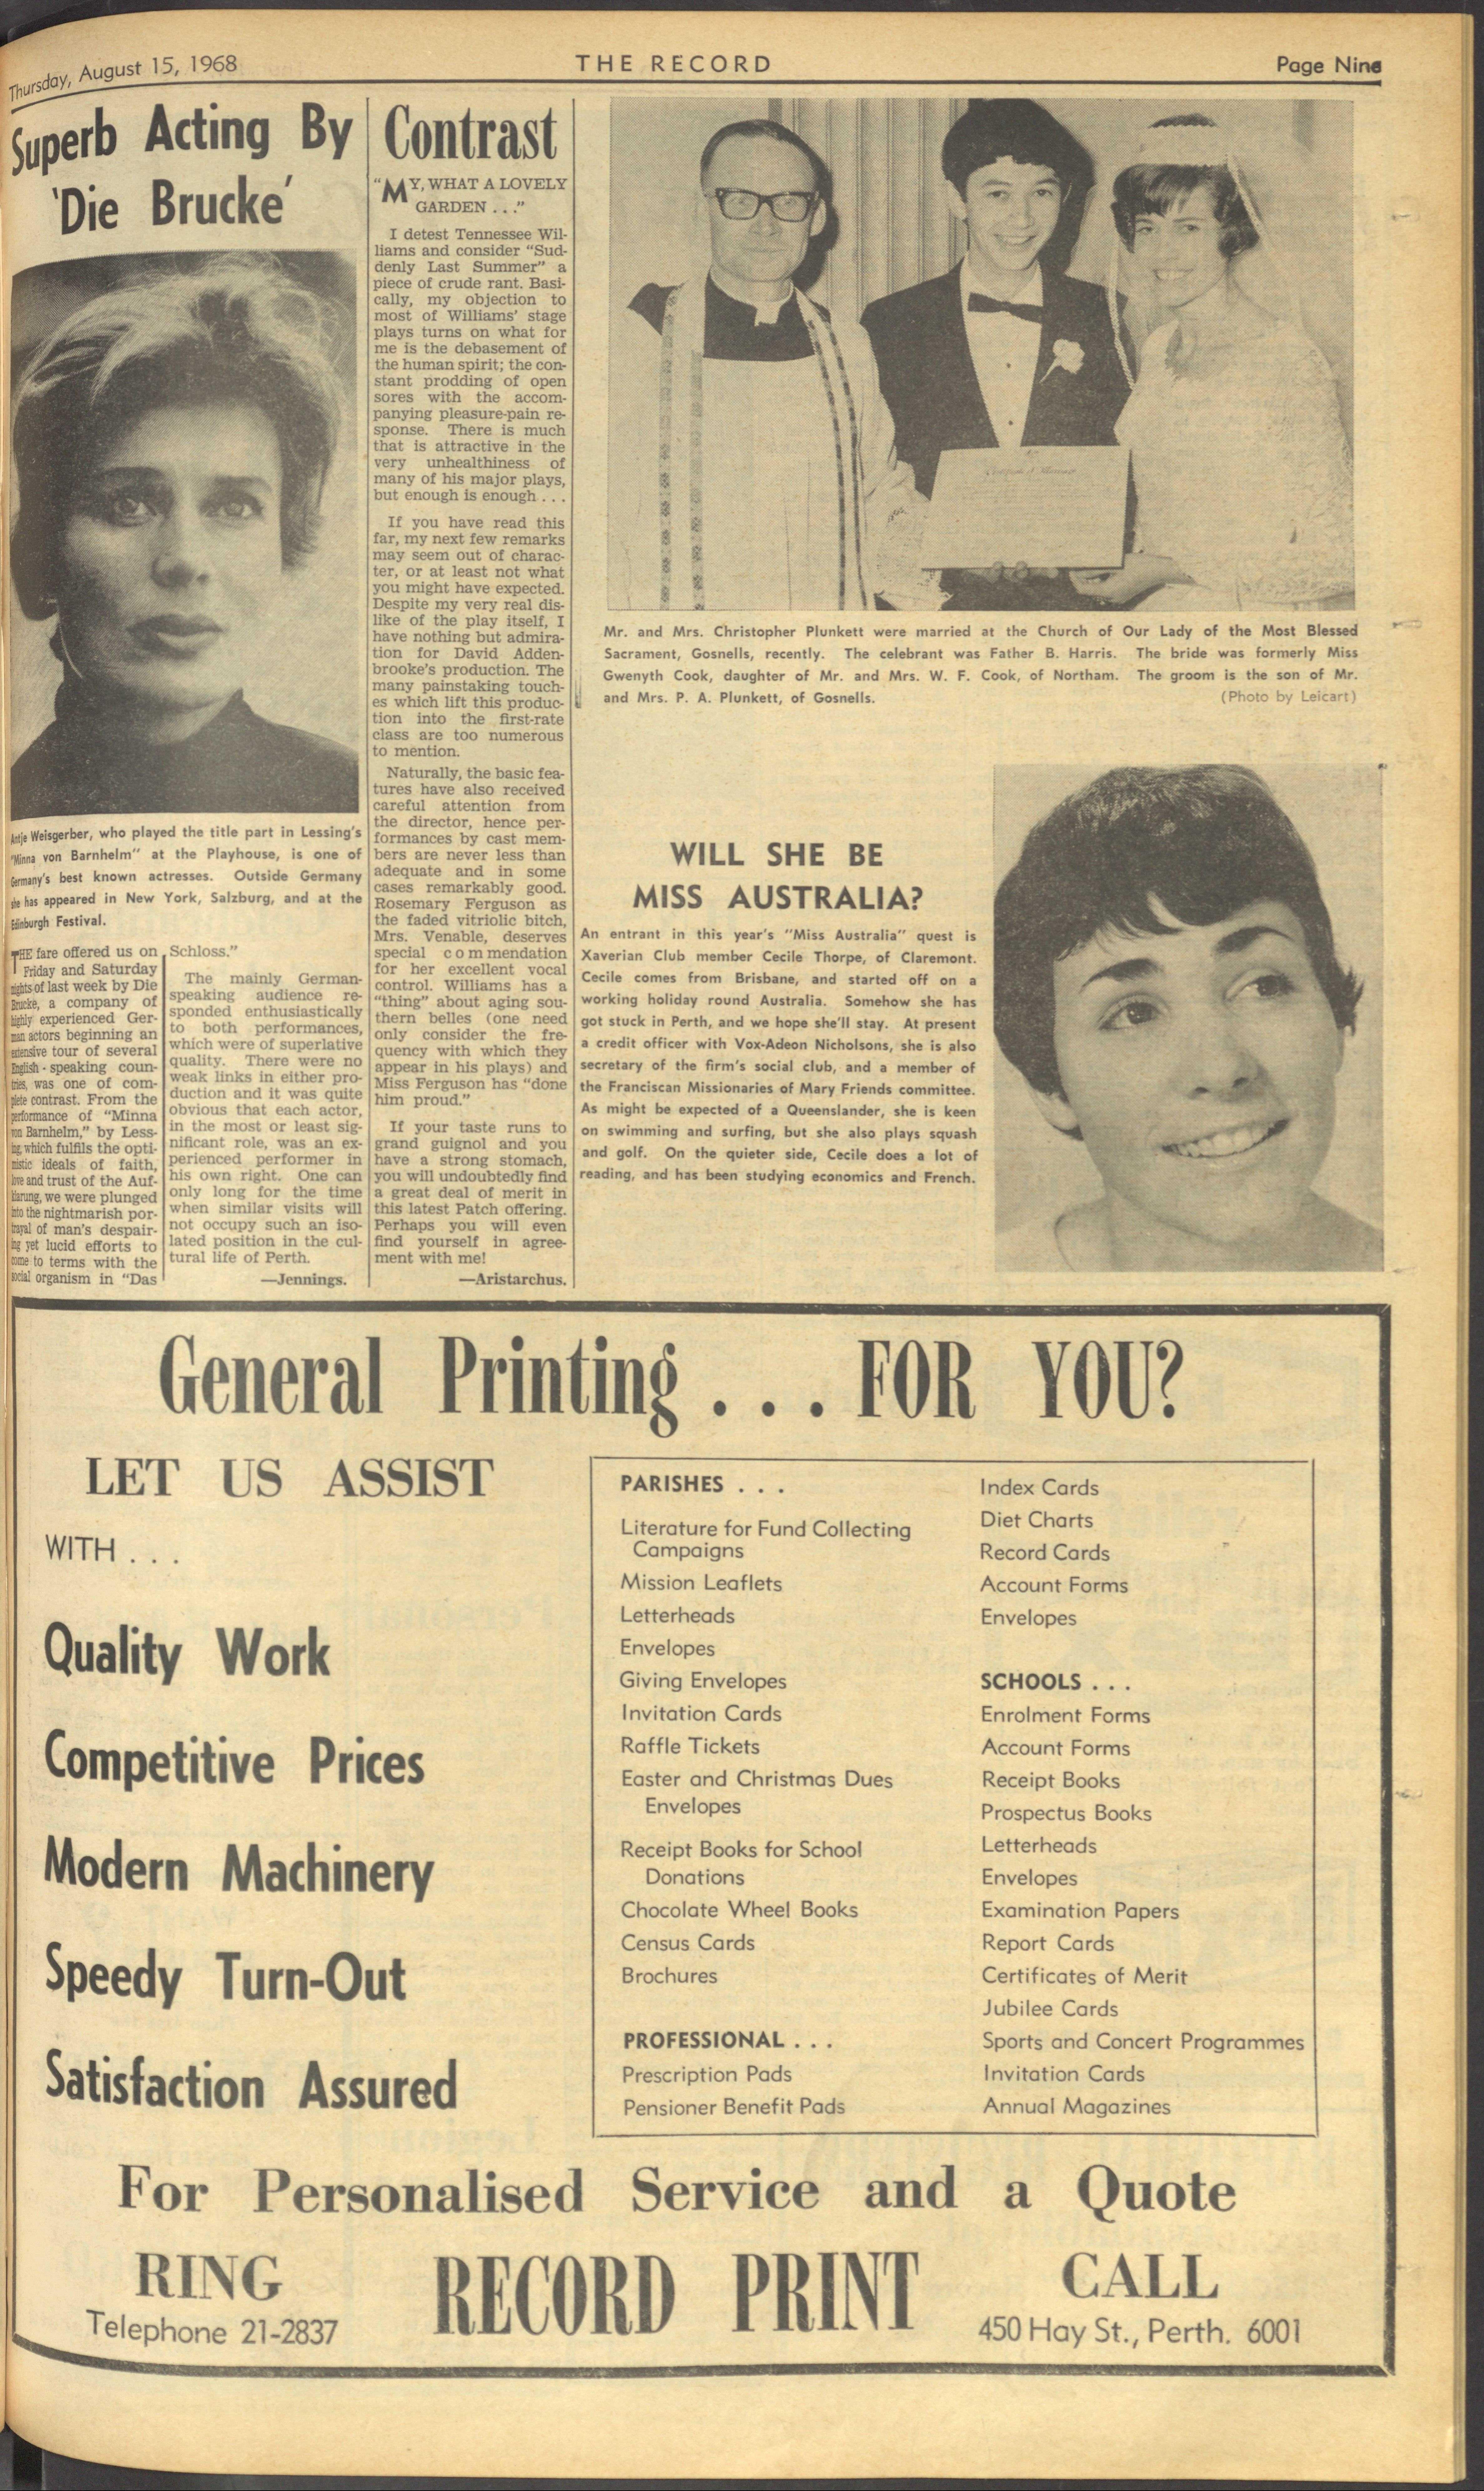 Thursday, August 15, 1968
THE RECORD
Page Nine
Superb Acting By
'Die Brucke'
Antje Weisgerber, who played the title part in Lessing's
"Minna von Barnhelm" at the Playhouse, is one of
Germany's best known actresses. Outside Germany
she has appeared in New York, Salzburg, and at the
Edinburgh Festival.
THE fare offered us on
Friday and Saturday
nights of last week by Die
Brucke, a company of
highly experienced Ger-
man actors beginning an
extensive tour of several
English-speaking coun-
tries, was one of com-
plete contrast. From the
performance of "Minna
von Barnhelm," by Less-
ing, which fulfils the opti-
mistic ideals of faith,
love and trust of the Auf-
klarung, we were plunged
into the nightmarish por-
trayal of man's despair-
ing yet lucid efforts to
come to terms with the
social organism in "Das
Schloss."
The mainly German-
speaking audience re-
sponded enthusiastically
to both performances,
which were of superlative
quality. There were no
weak links in either pro-
duction and it was quite
obvious that each actor,
in the most or least sig-
nificant role, was an ex-
perienced performer in
his own right. One can
only long for the time
when similar visits will
not occupy such an iso-
lated position in the cul-
tural life of Perth.
—Jennings.
Contrast
"MY, WHAT A LOVELY
GARDEN . . ."
I detest Tennessee Wil-
liams and consider "Sud-
denly Last Summer" a
piece of crude rant. Basi-
cally, my objection to
most of Williams' stage
plays turns on what for
me is the debasement of
the human spirit; the con-
stant prodding of open
sores with the accom-
panying pleasure-pain re-
sponse. There is much
that is attractive in the
very unhealthiness of
many of his major plays,
but enough is enough . . .
If you have read this
far, my next few remarks
may seem out of charac-
ter, or at least not what
you might have expected.
Despite my very real dis-
like of the play itself, I
have nothing but admira-
tion for David Adden-
brooke's production. The
many painstaking touch-
es which lift this produc-
tion into the first-rate
class are too numerous
to mention.
Naturally, the basic fea-
tures have also received
careful attention from
the director, hence per-
formances by cast mem-
bers are never less than
adequate and in some
cases remarkably good.
Rosemary Ferguson as
the faded vitriolic bitch,
Mrs. Venable, deserves
special commendation
for her excellent vocal
control. Williams has a
"thing" about aging sou-
thern belles (one need
only consider the fre-
quency with which they
appear in his plays) and
Miss Ferguson has "done
him proud."
If your taste runs to
grand guignol and you
have a strong stomach,
you will undoubtedly find
a great deal of merit in
this latest Patch offering.
Perhaps you will even
find yourself in agree-
ment with me!
—Aristarchus.
Mr. and Mrs. Christopher Plunkett were married at the Church of Our Lady of the Most Blessed
Sacrament, Gosnells, recently. The celebrant was Father B. Harris. The bride was formerly Miss
Gwenyth Cook, daughter of Mr. and Mrs. W. F. Cook, of Northam. The groom is the son of Mr.
and Mrs. P. A. Plunkett, of Gosnells. (Photo by Leicart)
WILL SHE BE
MISS AUSTRALIA?
An entrant in this year's "Miss Australia" quest is
Xaverian Club member Cecile Thorpe, of Claremont.
Cecile comes from Brisbane, and started off on a
working holiday round Australia. Somehow she has
got stuck in Perth, and we hope she'll stay. At present
a credit officer with Vox-Adeon Nicholsons, she is also
secretary of the firm's social club, and a member of
the Franciscan Missionaries of Mary Friends committee.
As might be expected of a Queenslander, she is keen
on swimming and surfing, but she also plays squash
and golf. On the quieter side, Cecile does a lot of
reading, and has been studying economics and French.
General Printing . . . FOR YOU?
LET US ASSIST
WITH . . .
Quality Work
Competitive Prices
Modern Machinery
Speedy Turn-Out
Satisfaction Assured
PARISHES . . .
Literature for Fund Collecting
Campaigns
Mission Leaflets
Letterheads
Envelopes
Giving Envelopes
Invitation Cards
Raffle Tickets
Easter and Christmas Dues
Envelopes
Receipt Books for School
Donations
Chocolate Wheel Books
Census Cards
Brochures
PROFESSIONAL . . .
Prescription Pads
Pensioner Benefit Pads
Index Cards
Diet Charts
Record Cards
Account Forms
Envelopes
SCHOOLS . . .
Enrolment Forms
Account Forms
Receipt Books
Prospectus Books
Letterheads
Envelopes
Examination Papers
Report Cards
Certificates of Merit
Jubilee Cards
Sports and Concert Programmes
Invitation Cards
Annual Magazines
For Personalised Service and a Quote
RING
Telephone 21-2837
RECORD PRINT
CALL
450 Hay St., Perth. 6001